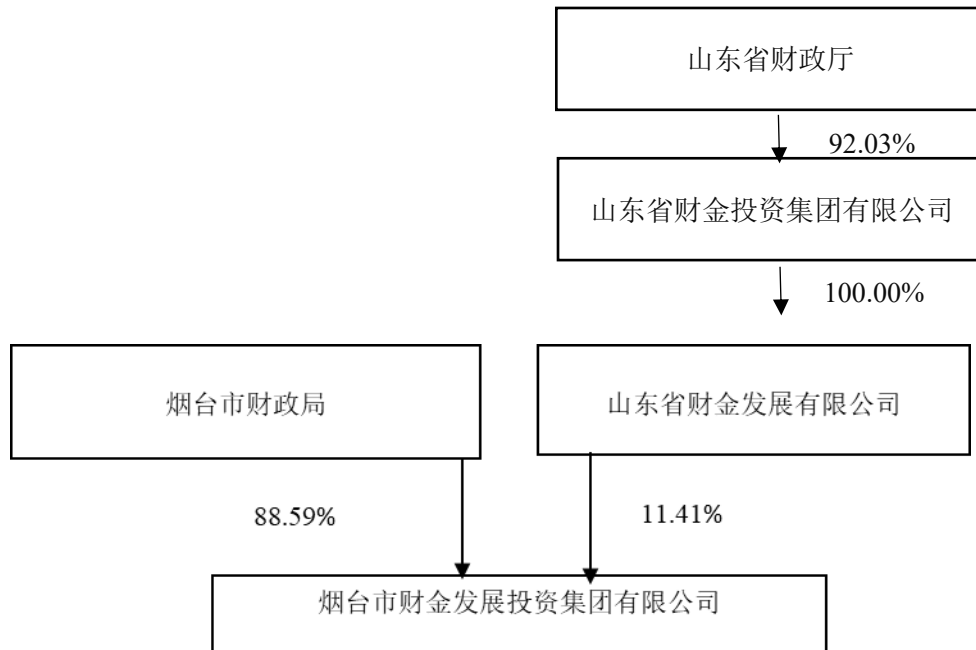 山东省财政厅
92.03%
山东省财金投资集团有限公司
100.00%
烟台市财政局
山东省财金发展有限公司
88.59%
11.41%
烟台市财金发展投资集团有限公司